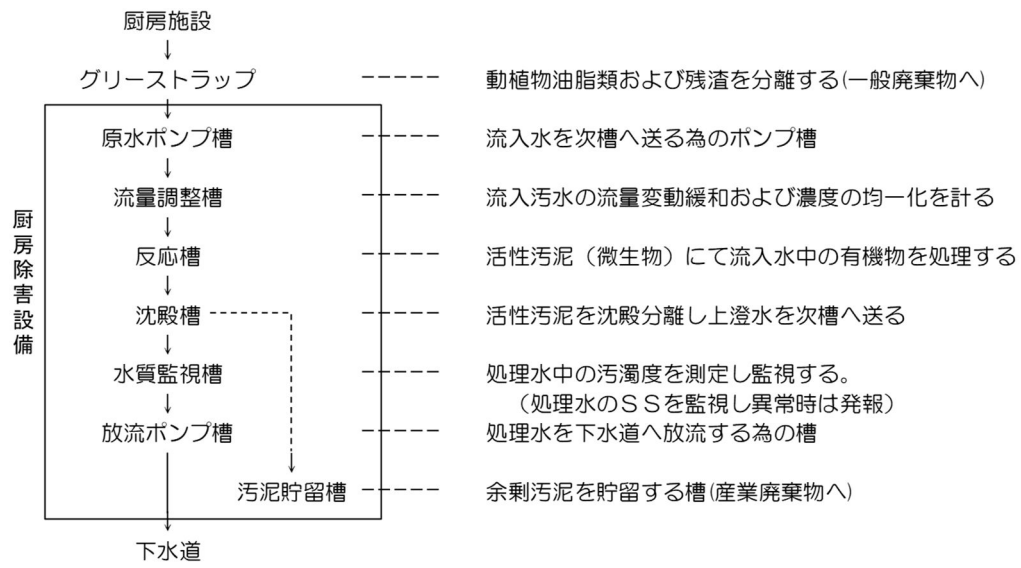 厨房施設
グリーストラップ
動植物油脂類および残渣を分離する(一般廃棄物へ)
厨房除害設備
原水ポンプ槽
流入水を次槽へ送る為のポンプ槽
流量調整槽
流入汚水の流量変動緩和および濃度の均一化を計る
反応槽
活性汚泥（微生物）にて流入水中の有機物を処理する
沈殿槽
活性汚泥を沈殿分離し上澄水を次槽へ送る
水質監視槽
処理水中の汚濁度を測定し監視する。
（処理水のＳＳを監視し異常時は発報）
放流ポンプ槽
処理水を下水道へ放流する為の槽
汚泥貯留槽
余剰汚泥を貯留する槽(産業廃棄物へ)
下水道